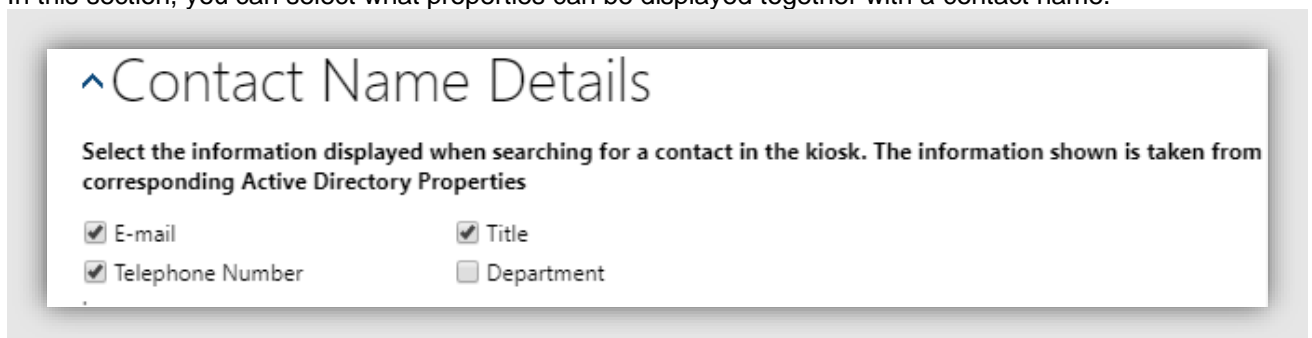 In this section, you can select what properties can be displayed together with a contact name.
Contact Name Details
Select the information displayed when searching for a contact in the kiosk. The information shown is taken from
corresponding Active Directory Properties
E-mail Title
Telephone Number Department